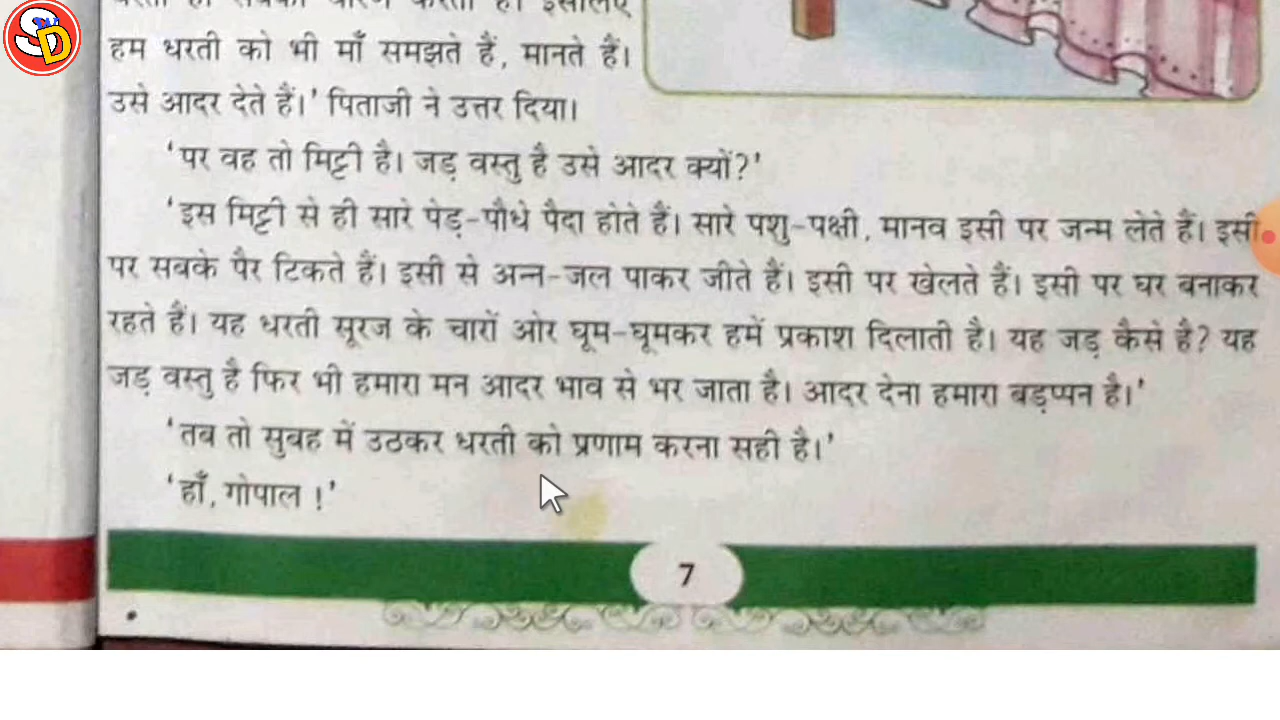 हम धरती को भी माँ समझते हैं, मानते हैं।
उसे आदर देते हैं।' पिताजी ने उत्तर दिया।
'पर वह तो मिट्टी है। जड़ वस्तु है उसे आदर क्यों?'
'इस मिट्टी से ही सारे पेड़-पौधे पैदा होते हैं। सारे पशु-पक्षी, मानव इसी पर जन्म लेते हैं। इसी
पर सबके पैर टिकते हैं। इसी से अन्न-जल पाकर जीते हैं। इसी पर खेलते हैं। इसी पर घर बनाकर
रहते हैं। यह धरती सूरज के चारों ओर घूम-घूमकर हमें प्रकाश दिलाती है। यह जड़ कैसे है? यह
जड़ वस्तु है फिर भी हमारा मन आदर भाव से भर जाता है। आदर देना हमारा बड़प्पन है।'
'तब तो सुबह में उठकर धरती को प्रणाम करना सही है।'
'हाँ, गोपाल !'
7
SD